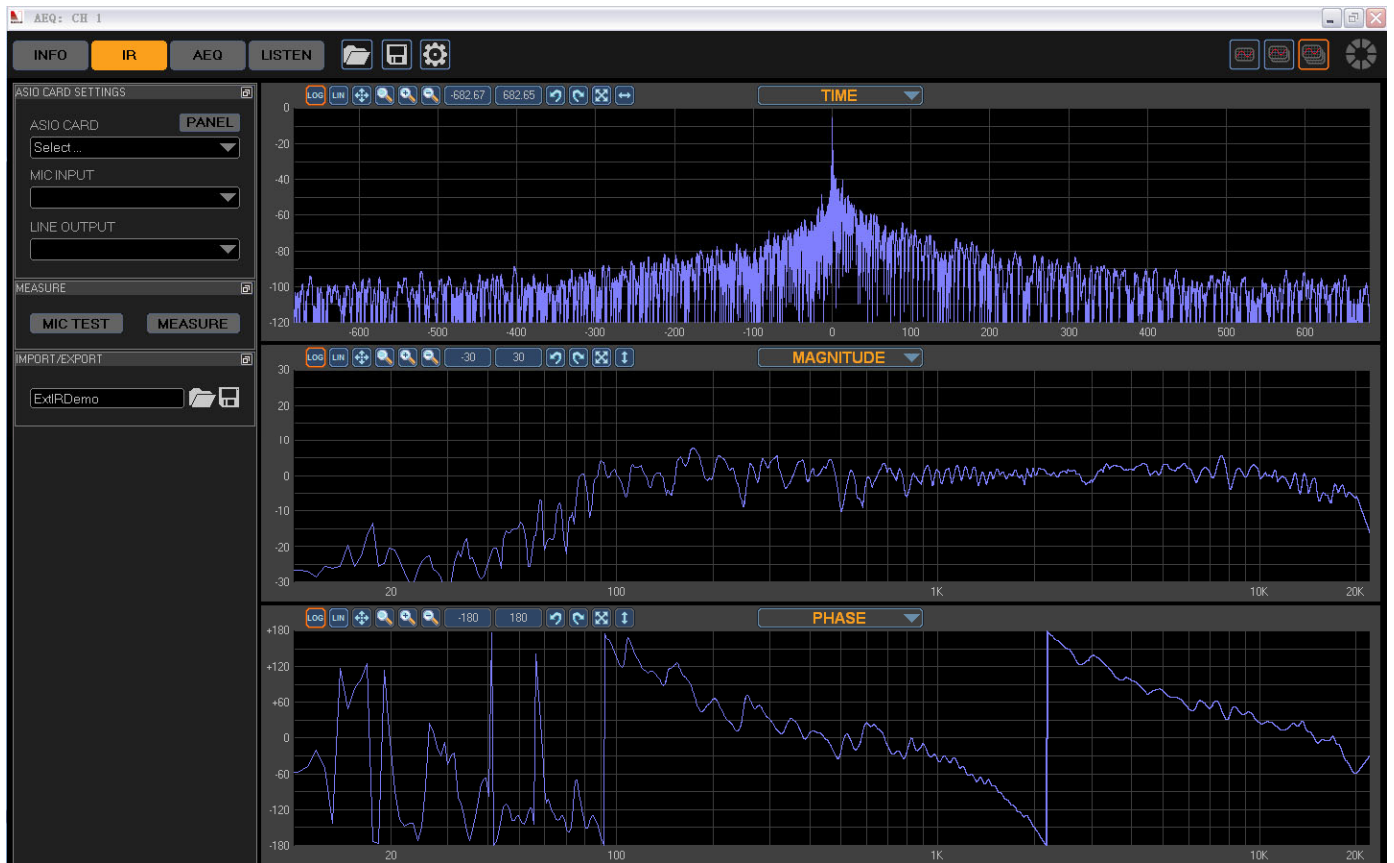 AEQ: CH 1
INFO IR AEQ LISTEN
ASIO CARD SETTINGS
ASIO CARD PANEL
Select ...
MIC INPUT
LINE OUTPUT
MEASURE
MIC TEST MEASURE
IMPORT/EXPORT
ExtIRDemo
LOG LIN -682.67 682.65 TIME
0
-20
-40
-60
-80
-100
-120
-600 -500 -400 -300 -200 -100 0 100 200 300 400 500 600
LOG LIN -30 30 MAGNITUDE
30
20
10
0
-10
-20
-30
20 100 1K 10K 20K
LOG LIN -180 180 PHASE
+180
+120
+60
0
-60
-120
-180
20 100 1K 10K 20K